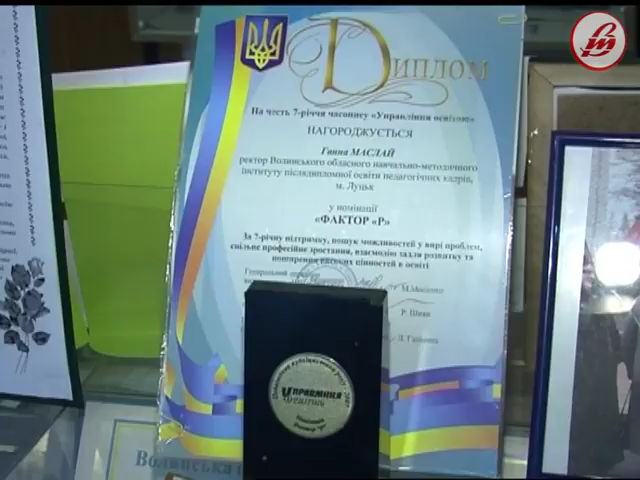 Диплом
На честь 7-річчя часопису «Управління освітою»
НАГОРОДЖУЄТЬСЯ
Ганна МАСЛАЙ
ректор Волинського обласного навчально-методичного
інституту післядипломної освіти педагогічних кадрів,
м. Луцьк
у номінації
«ФАКТОР «Р»
За 7-річну підтримку, пошук можливостей у вирі проблем,
спільне професійне зростання, взаємодію задля розвитку та
поширення високих цінностей в освіті
Генеральний
Р. Шиян
Управління
освітою
Волинська